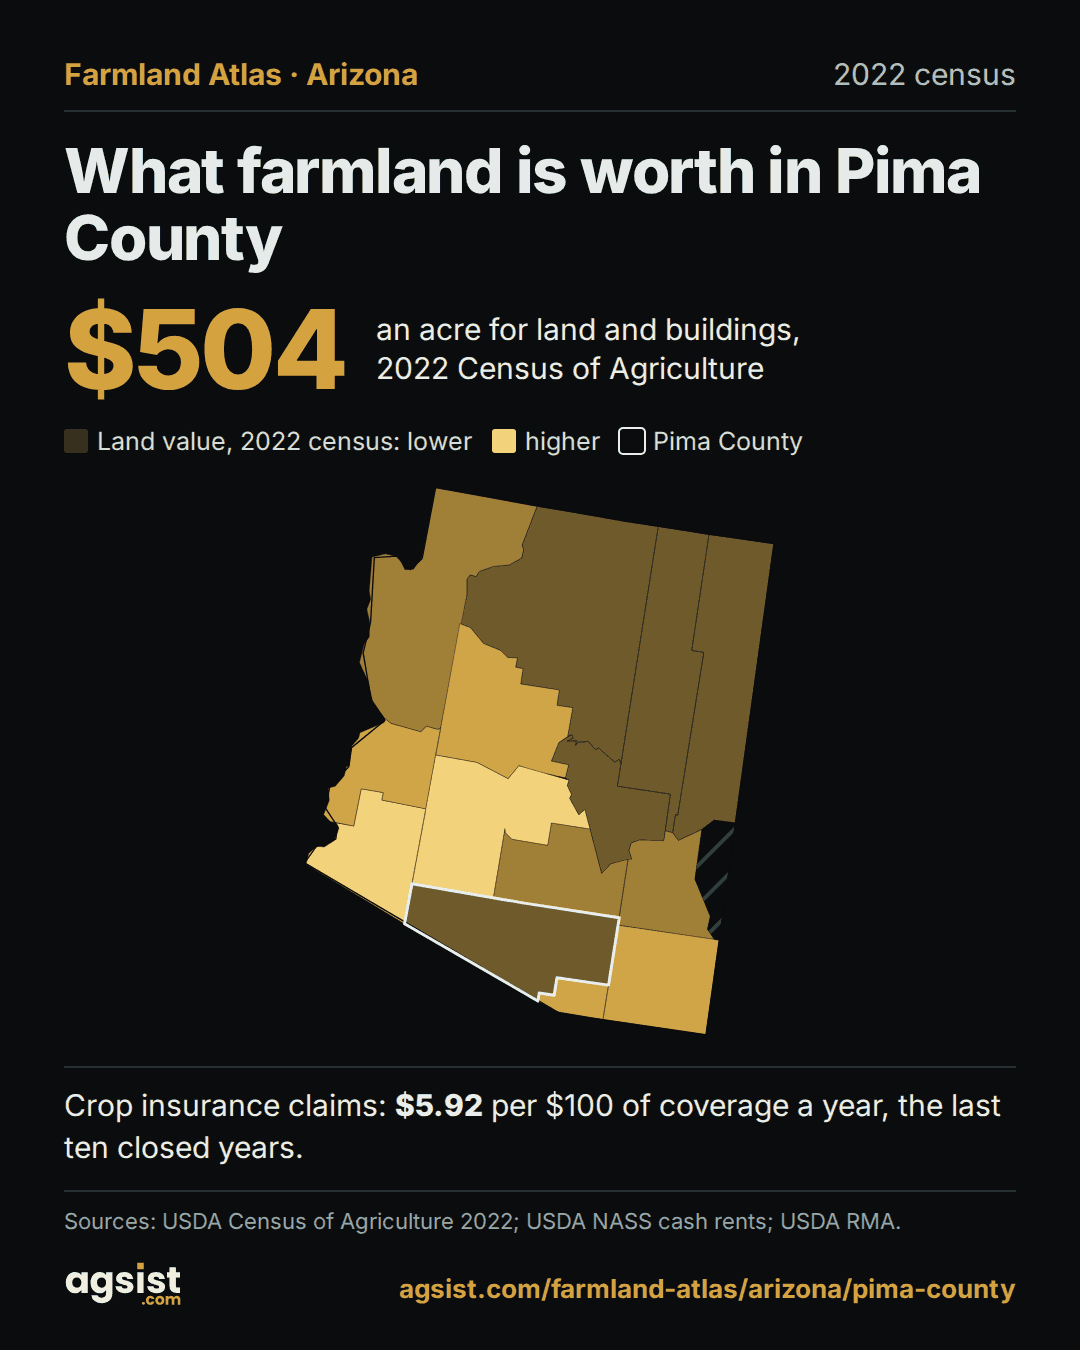 Farmland Atlas · Arizona
2022 census
What farmland is worth in Pima
County
$504
an acre for land and buildings,
2022 Census of Agriculture
Land value, 2022 census: lower
higher
Pima County
Crop insurance claims: $5.92 per $100 of coverage a year, the last
ten closed years.
Sources: USDA Census of Agriculture 2022; USDA NASS cash rents; USDA RMA.
agsist
.com
agsist.com/farmland-atlas/arizona/pima-county